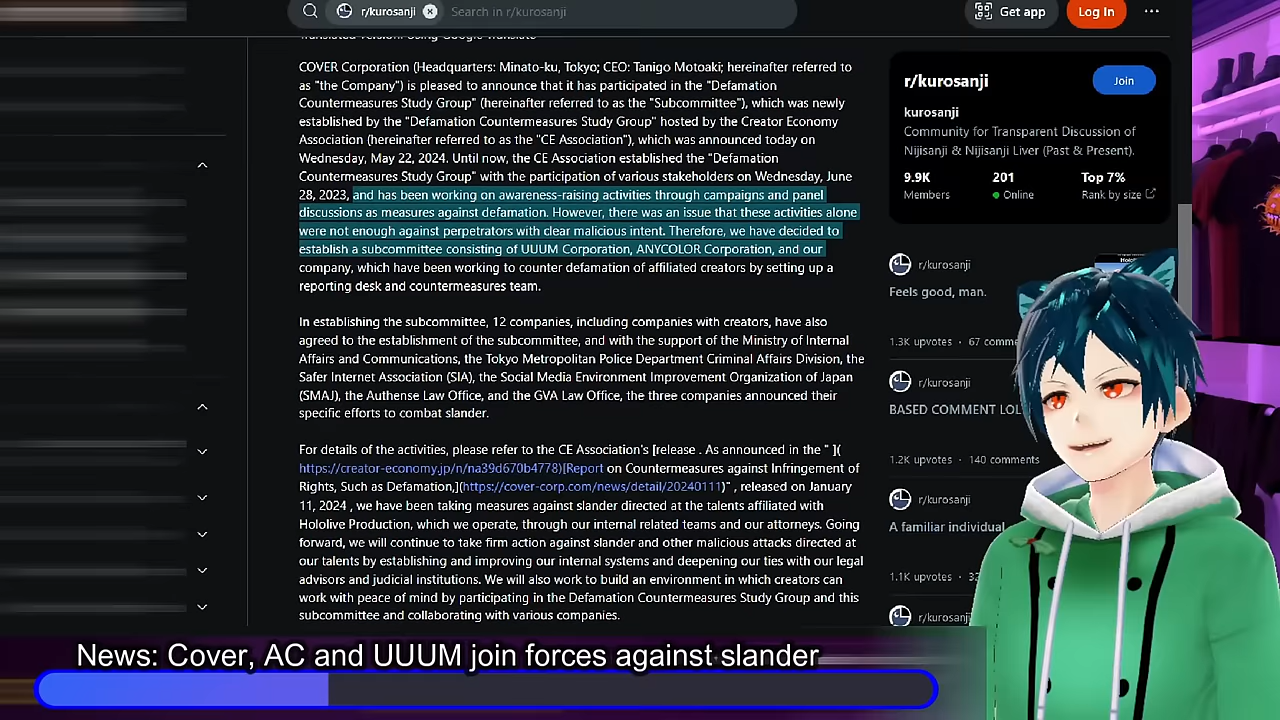 r/kurosanji
Search in r/kurosanji
Get app
Log In
Translated version: Using Google Translate
COVER Corporation (Headquarters: Minato-ku, Tokyo; CEO: Tanigo Motoaki; hereinafter referred to
as "the Company") is pleased to announce that it has participated in the "Defamation
Countermeasures Study Group" (hereinafter referred to as the "Subcommittee"), which was newly
established by the "Defamation Countermeasures Study Group" hosted by the Creator Economy
Association (hereinafter referred to as the "CE Association"), which was announced today on
Wednesday, May 22, 2024. Until now, the CE Association established the "Defamation
Countermeasures Study Group" with the participation of various stakeholders on Wednesday, June
28, 2023, and has been working on awareness-raising activities through campaigns and panel
discussions as measures against defamation. However, there was an issue that these activities alone
were not enough against perpetrators with clear malicious intent. Therefore, we have decided to
establish a subcommittee consisting of UUUM Corporation, ANYCOLOR Corporation, and our
company, which have been working to counter defamation of affiliated creators by setting up a
reporting desk and countermeasures team.
In establishing the subcommittee, 12 companies, including companies with creators, have also
agreed to the establishment of the subcommittee, and with the support of the Ministry of Internal
Affairs and Communications, the Tokyo Metropolitan Police Department Criminal Affairs Division, the
Safer Internet Association (SIA), the Social Media Environment Improvement Organization of Japan
(SMAJ), the Authense Law Office, and the GVA Law Office, the three companies announced their
specific efforts to combat slander.
For details of the activities, please refer to the CE Association's [release . As announced in the " ](
https://creator-economy.jp/n/na39d670b4778)[Report on Countermeasures against Infringement of
Rights, Such as Defamation,](https://cover-corp.com/news/detail/20240111)" , released on January
11, 2024 , we have been taking measures against slander directed at the talents affiliated with
Hololive Production, which we operate, through our internal related teams and our attorneys. Going
forward, we will continue to take firm action against slander and other malicious attacks directed at
our talents by establishing and improving our internal systems and deepening our ties with our legal
advisors and judicial institutions. We will also work to build an environment in which creators can
work with peace of mind by participating in the Defamation Countermeasures Study Group and this
subcommittee and collaborating with various companies.
r/kurosanji
Join
kurosanji
Community for Transparent Discussion of
Nijisanji & Nijisanji Liver (Past & Present).
9.9K 201 Top 7%
Members Online Rank by size
r/kurosanji
Feels good, man.
1.3K upvotes · 67 comme
r/kurosanji
BASED COMMENT LOL
1.2K upvotes · 140 comments
r/kurosanji
A familiar individual
1.1K upvotes · 32
r/kurosanji
News: Cover, AC and UUUM join forces against slander